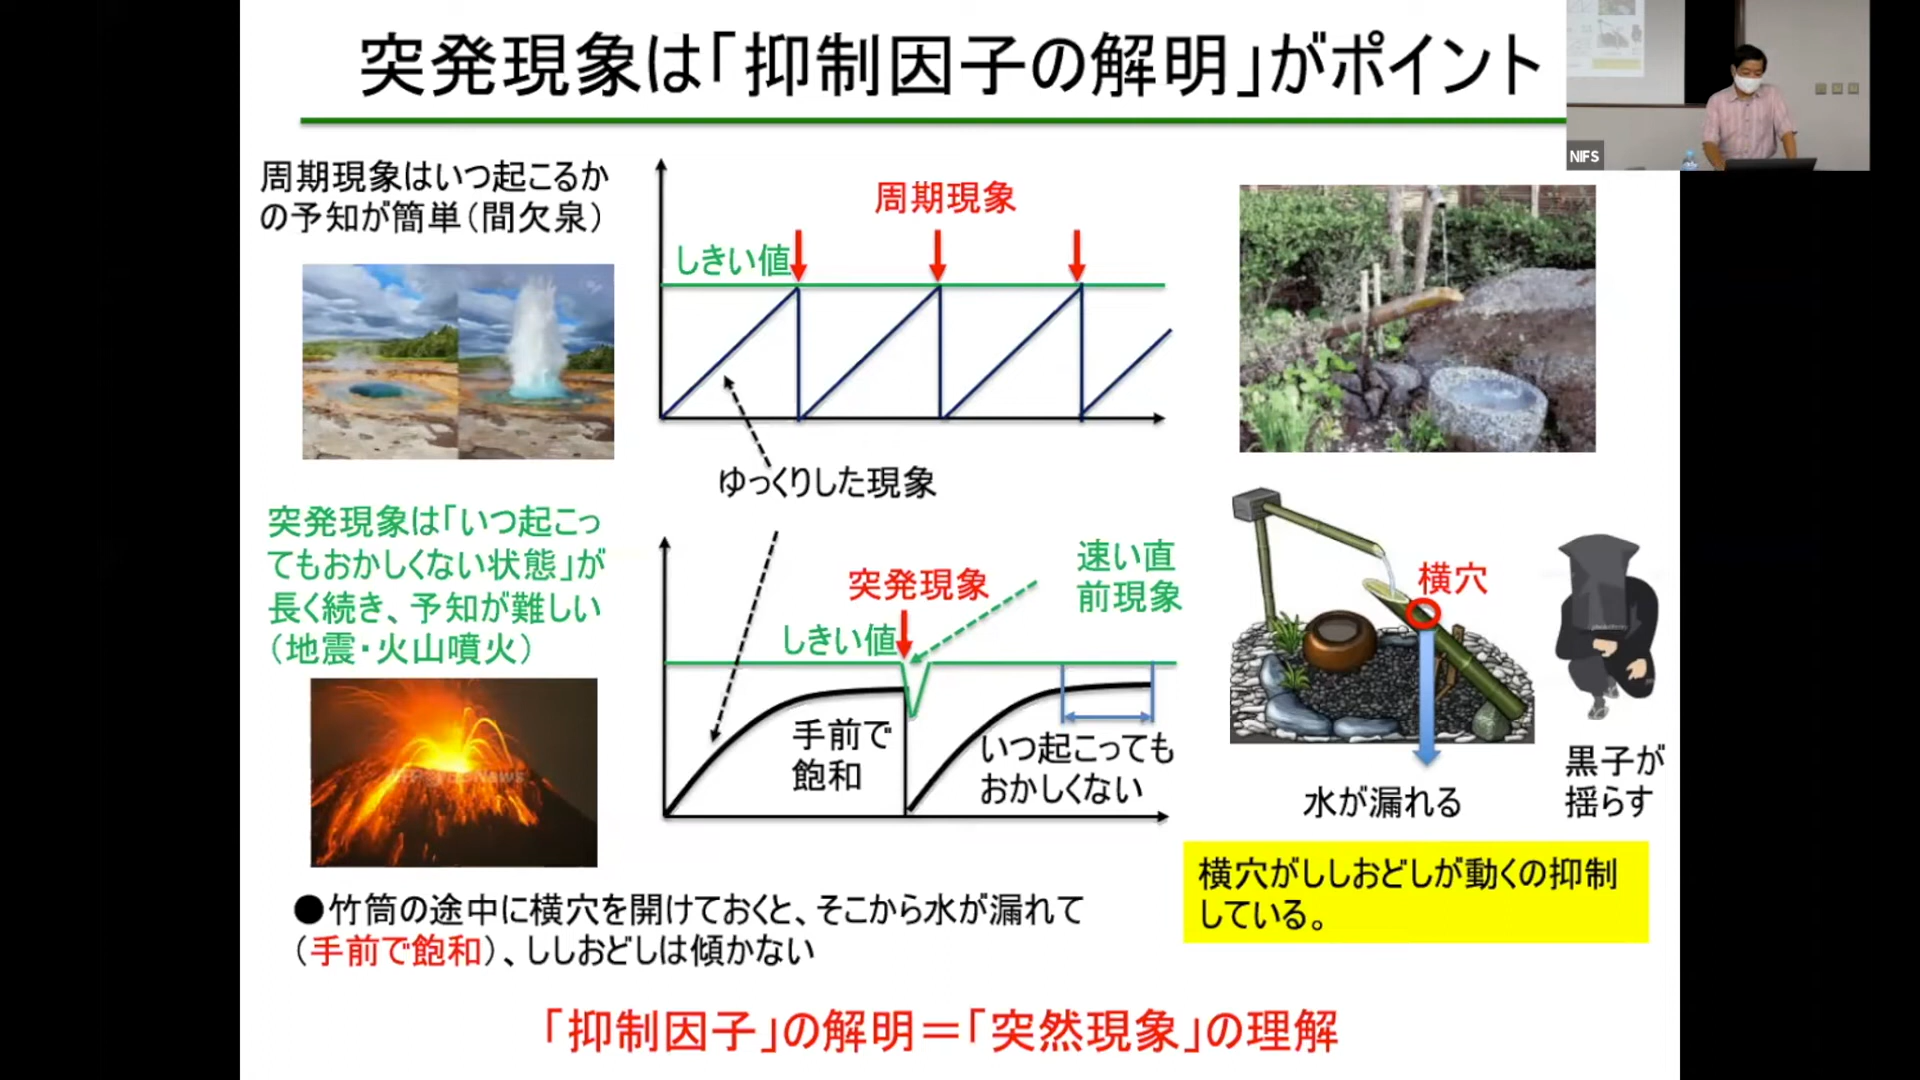 突発現象は「抑制因子の解明」がポイント
NIFS
周期現象はいつ起こるか
の予知が簡単（間欠泉）
周期現象
しきい値
ゆっくりした現象
突発現象は「いつ起こっ
てもおかしくない状態」が
長く続き、予知が難しい
（地震・火山噴火）
突発現象
速い直
前現象
しきい値
手前で
飽和
いつ起こっても
おかしくない
横穴
水が漏れる
黒子が
揺らす
横穴がししおどしが動くの抑制
している。
●竹筒の途中に横穴を開けておくと、そこから水が漏れて
（手前で飽和）、ししおどしは傾かない
「抑制因子」の解明＝「突然現象」の理解